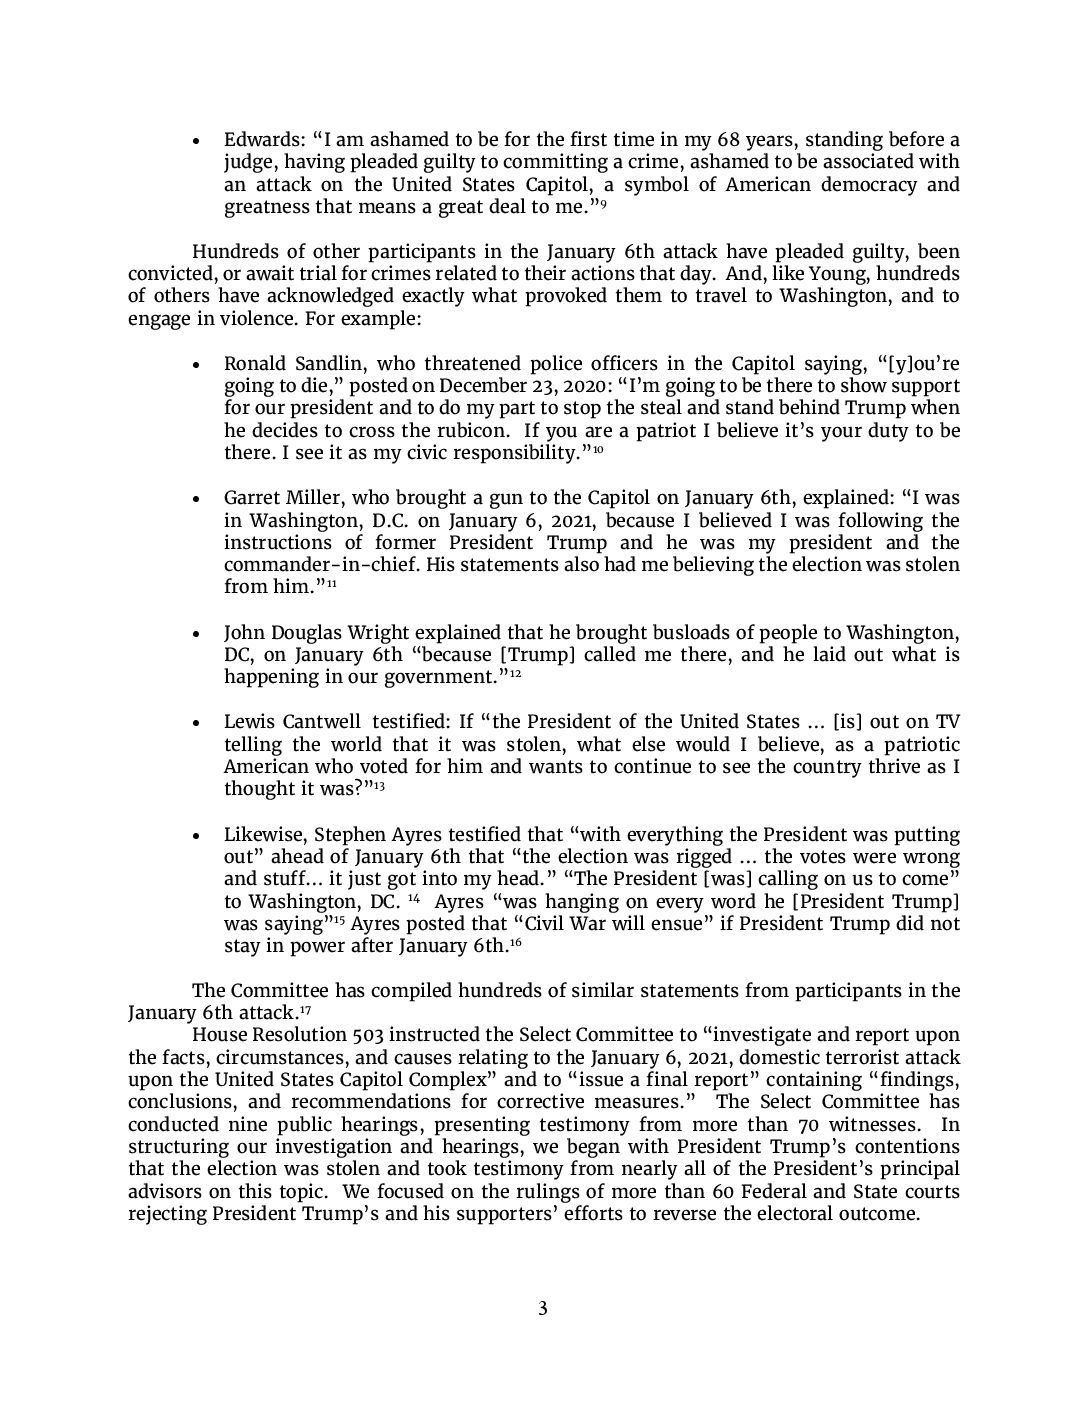 • Edwards: “I am ashamed to be for the first time in my 68 years, standing before a
judge, having pleaded guilty to committing a crime, ashamed to be associated with
an attack on the United States Capitol, a symbol of American democracy and
greatness that means a great deal to me.”⁹
Hundreds of other participants in the January 6th attack have pleaded guilty, been
convicted, or await trial for crimes related to their actions that day. And, like Young, hundreds
of others have acknowledged exactly what provoked them to travel to Washington, and to
engage in violence. For example:
• Ronald Sandlin, who threatened police officers in the Capitol saying, “[y]ou’re
going to die,” posted on December 23, 2020: “I’m going to be there to show support
for our president and to do my part to stop the steal and stand behind Trump when
he decides to cross the rubicon. If you are a patriot I believe it’s your duty to be
there. I see it as my civic responsibility.”¹⁰
• Garret Miller, who brought a gun to the Capitol on January 6th, explained: “I was
in Washington, D.C. on January 6, 2021, because I believed I was following the
instructions of former President Trump and he was my president and the
commander-in-chief. His statements also had me believing the election was stolen
from him.”¹¹
• John Douglas Wright explained that he brought busloads of people to Washington,
DC, on January 6th “because [Trump] called me there, and he laid out what is
happening in our government.”¹²
• Lewis Cantwell testified: If “the President of the United States ... [is] out on TV
telling the world that it was stolen, what else would I believe, as a patriotic
American who voted for him and wants to continue to see the country thrive as I
thought it was?”¹³
• Likewise, Stephen Ayres testified that “with everything the President was putting
out” ahead of January 6th that “the election was rigged ... the votes were wrong
and stuff... it just got into my head.” “The President [was] calling on us to come”
to Washington, DC. ¹⁴ Ayres “was hanging on every word he [President Trump]
was saying”¹⁵ Ayres posted that “Civil War will ensue” if President Trump did not
stay in power after January 6th.¹⁶
The Committee has compiled hundreds of similar statements from participants in the
January 6th attack.¹⁷
House Resolution 503 instructed the Select Committee to “investigate and report upon
the facts, circumstances, and causes relating to the January 6, 2021, domestic terrorist attack
upon the United States Capitol Complex” and to “issue a final report” containing “findings,
conclusions, and recommendations for corrective measures.” The Select Committee has
conducted nine public hearings, presenting testimony from more than 70 witnesses. In
structuring our investigation and hearings, we began with President Trump’s contentions
that the election was stolen and took testimony from nearly all of the President’s principal
advisors on this topic. We focused on the rulings of more than 60 Federal and State courts
rejecting President Trump’s and his supporters’ efforts to reverse the electoral outcome.
3